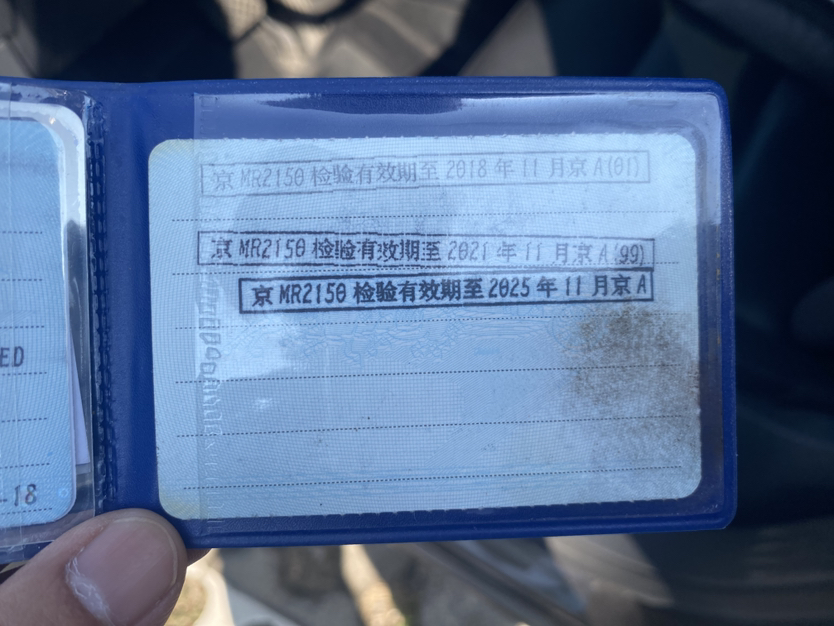 京 MR2150 检验有效期至 2018 年 11 月京 A(01)
京 MR2150 检验有效期至 2021 年 11 月京 A(99)
京 MR2150 检验有效期至 2025 年 11 月京 A
ED
-18